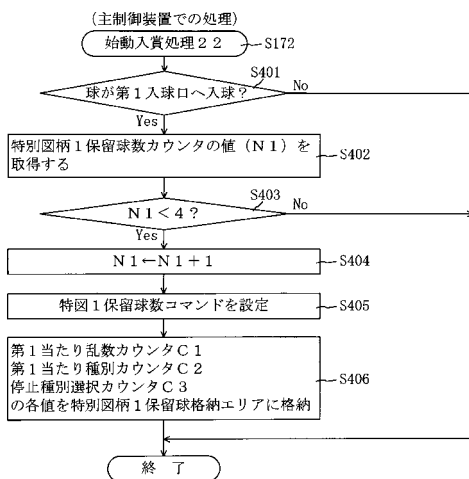 (主制御装置での処理)
始動入賞処理22
S172
S401
球が第1入球口へ入球?
No
Yes
特別図柄1保留球数カウンタの値(N1)を
取得する
S402
S403
N1<4?
No
Yes
N1←N1+1
S404
特図1保留球数コマンドを設定
S405
第1当たり乱数カウンタC1
第1当たり種別カウンタC2
停止種別選択カウンタC3
の各値を特別図柄1保留球格納エリアに格納
S406
終 了